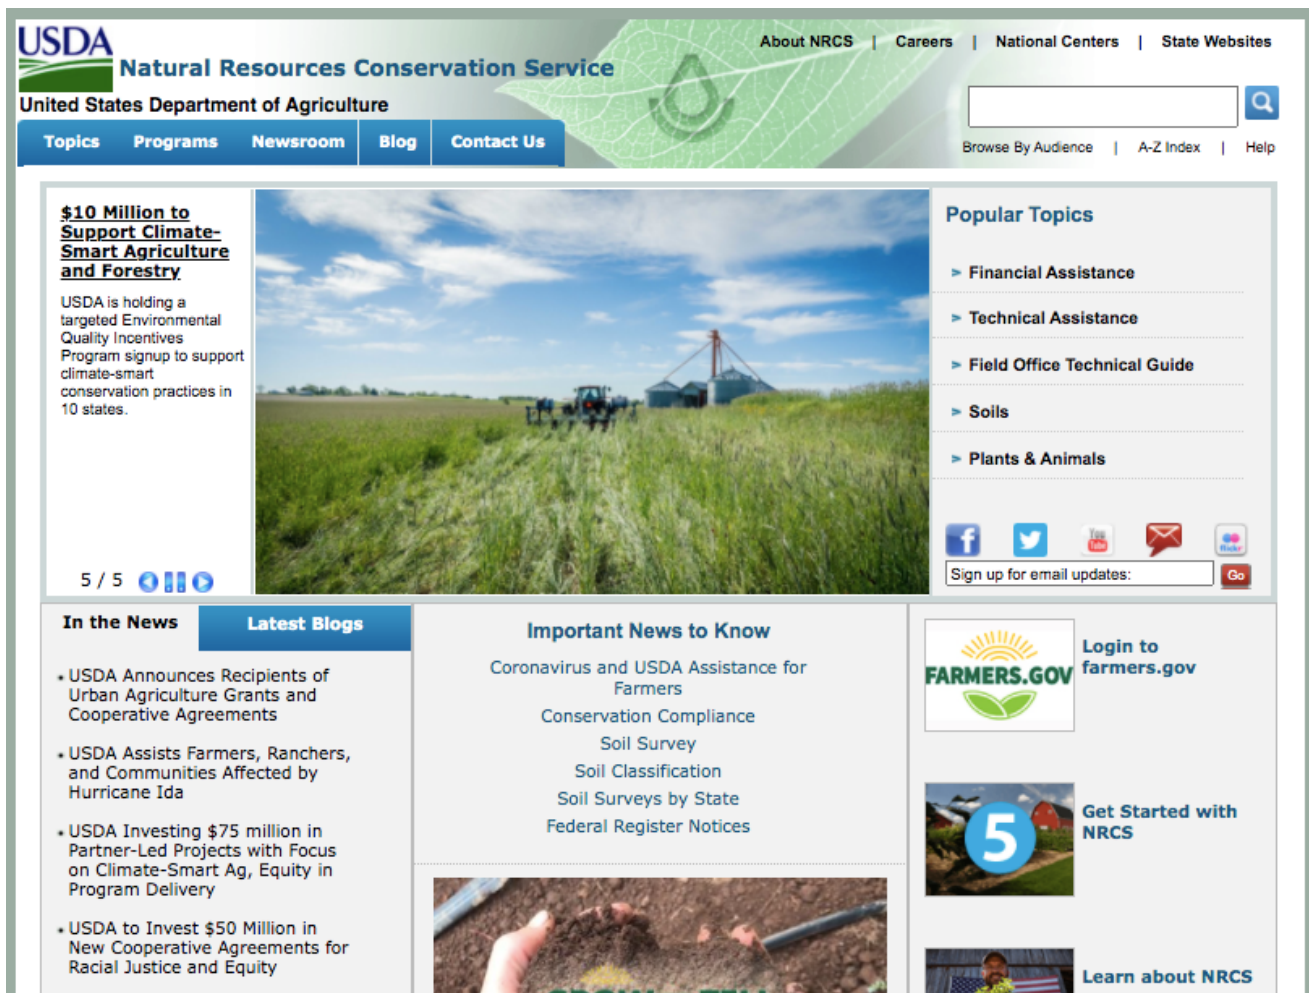 USDA
Natural Resources Conservation Service
United States Department of Agriculture
About NRCS | Careers | National Centers | State Websites
Browse By Audience | A-Z Index | Help
Topics Programs Newsroom Blog Contact Us
$10 Million to
Support Climate-
Smart Agriculture
and Forestry
USDA is holding a
targeted Environmental
Quality Incentives
Program signup to support
climate-smart
conservation practices in
10 states.
5 / 5
Popular Topics
> Financial Assistance
> Technical Assistance
> Field Office Technical Guide
> Soils
> Plants & Animals
f
You
Tube
flickr
Sign up for email updates:
Go
In the News
Latest Blogs
• USDA Announces Recipients of
Urban Agriculture Grants and
Cooperative Agreements
• USDA Assists Farmers, Ranchers,
and Communities Affected by
Hurricane Ida
• USDA Investing $75 million in
Partner-Led Projects with Focus
on Climate-Smart Ag, Equity in
Program Delivery
• USDA to Invest $50 Million in
New Cooperative Agreements for
Racial Justice and Equity
Important News to Know
Coronavirus and USDA Assistance for
Farmers
Conservation Compliance
Soil Survey
Soil Classification
Soil Surveys by State
Federal Register Notices
FARMERS.GOV
Login to
farmers.gov
5
Get Started with
NRCS
Learn about NRCS